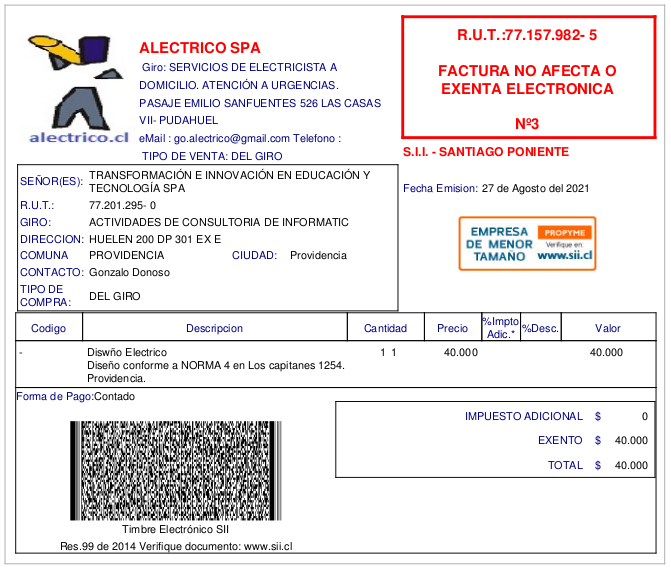 alectrico.cl
ALECTRICO SPA
Giro: SERVICIOS DE ELECTRICISTA A
DOMICILIO. ATENCIÓN A URGENCIAS.
PASAJE EMILIO SANFUENTES 526 LAS CASAS
VII- PUDAHUEL
eMail : go.alectrico@gmail.com Telefono :
TIPO DE VENTA: DEL GIRO
R.U.T.:77.157.982- 5
FACTURA NO AFECTA O
EXENTA ELECTRONICA
Nº3
S.I.I. - SANTIAGO PONIENTE
Fecha Emision: 27 de Agosto del 2021
EMPRESA
DE MENOR
TAMAÑO
PROPYME
Verifique en
www.sii.cl
SEÑOR(ES): TRANSFORMACIÓN E INNOVACIÓN EN EDUCACIÓN Y
TECNOLOGÍA SPA
R.U.T.: 77.201.295- 0
GIRO: ACTIVIDADES DE CONSULTORIA DE INFORMATIC
DIRECCION: HUELEN 200 DP 301 EX E
COMUNA PROVIDENCIA CIUDAD: Providencia
CONTACTO: Gonzalo Donoso
TIPO DE
COMPRA: DEL GIRO
Codigo Descripcion Cantidad Precio %Impto
Adic.* %Desc. Valor
- Diswño Electrico 1 1 40.000 40.000
Diseño conforme a NORMA 4 en Los capitanes 1254.
Providencia.
Forma de Pago:Contado
IMPUESTO ADICIONAL $ 0
EXENTO $ 40.000
TOTAL $ 40.000
Timbre Electrónico SII
Res.99 de 2014 Verifique documento: www.sii.cl